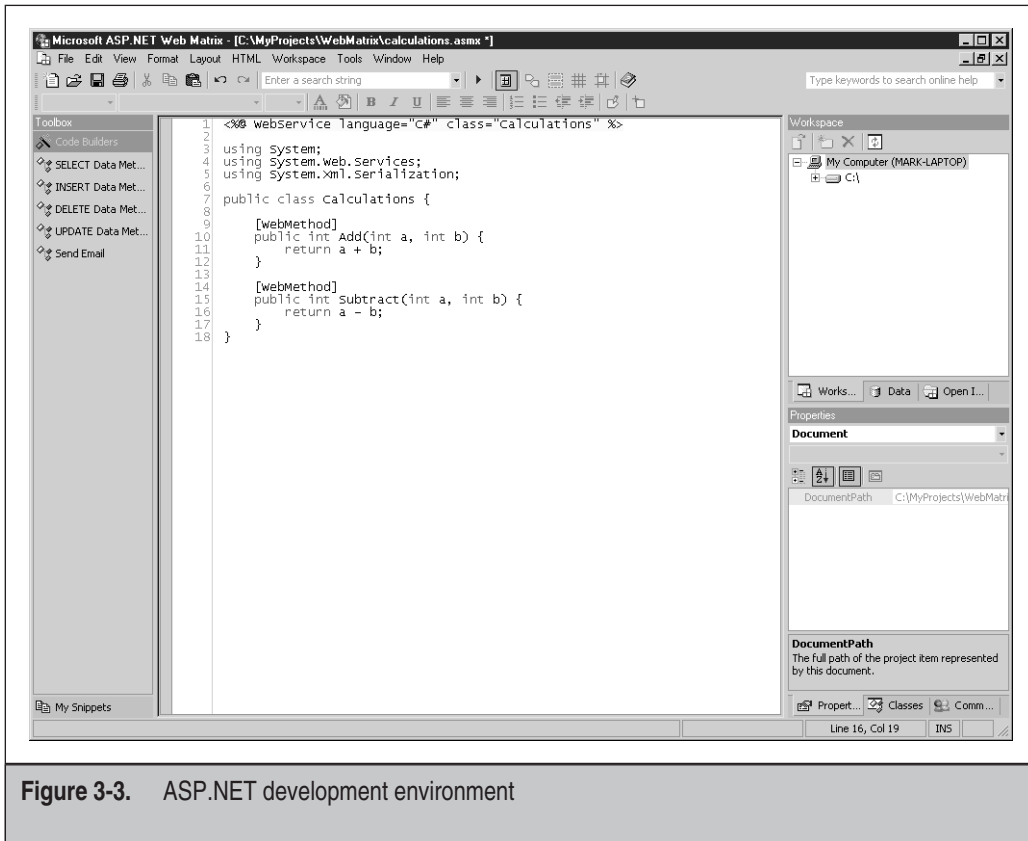 Microsoft ASP.NET Web Matrix - [C:\MyProjects\WebMatrix\calculations.asmx *]
File Edit View Format Layout HTML Workspace Tools Window Help
Enter a search string
Type keywords to search online help
A B I U
Toolbox
Code Builders
SELECT Data Met...
INSERT Data Met...
DELETE Data Met...
UPDATE Data Met...
Send Email
My Snippets
1 <%@ WebService language="C#" class="Calculations" %>
2
3 using System;
4 using System.Web.Services;
5 using System.Xml.Serialization;
6
7 public class Calculations {
8
9 [WebMethod]
10 public int Add(int a, int b) {
11 return a + b;
12 }
13
14 [WebMethod]
15 public int Subtract(int a, int b) {
16 return a - b;
17 }
18 }
Workspace
My Computer (MARK-LAPTOP)
C:\
Works... Data Open I...
Properties
Document
DocumentPath C:\MyProjects\WebMatri
DocumentPath
The full path of the project item represented
by this document.
Propert... Classes Comm...
Line 16, Col 19 INS
Figure 3-3. ASP.NET development environment